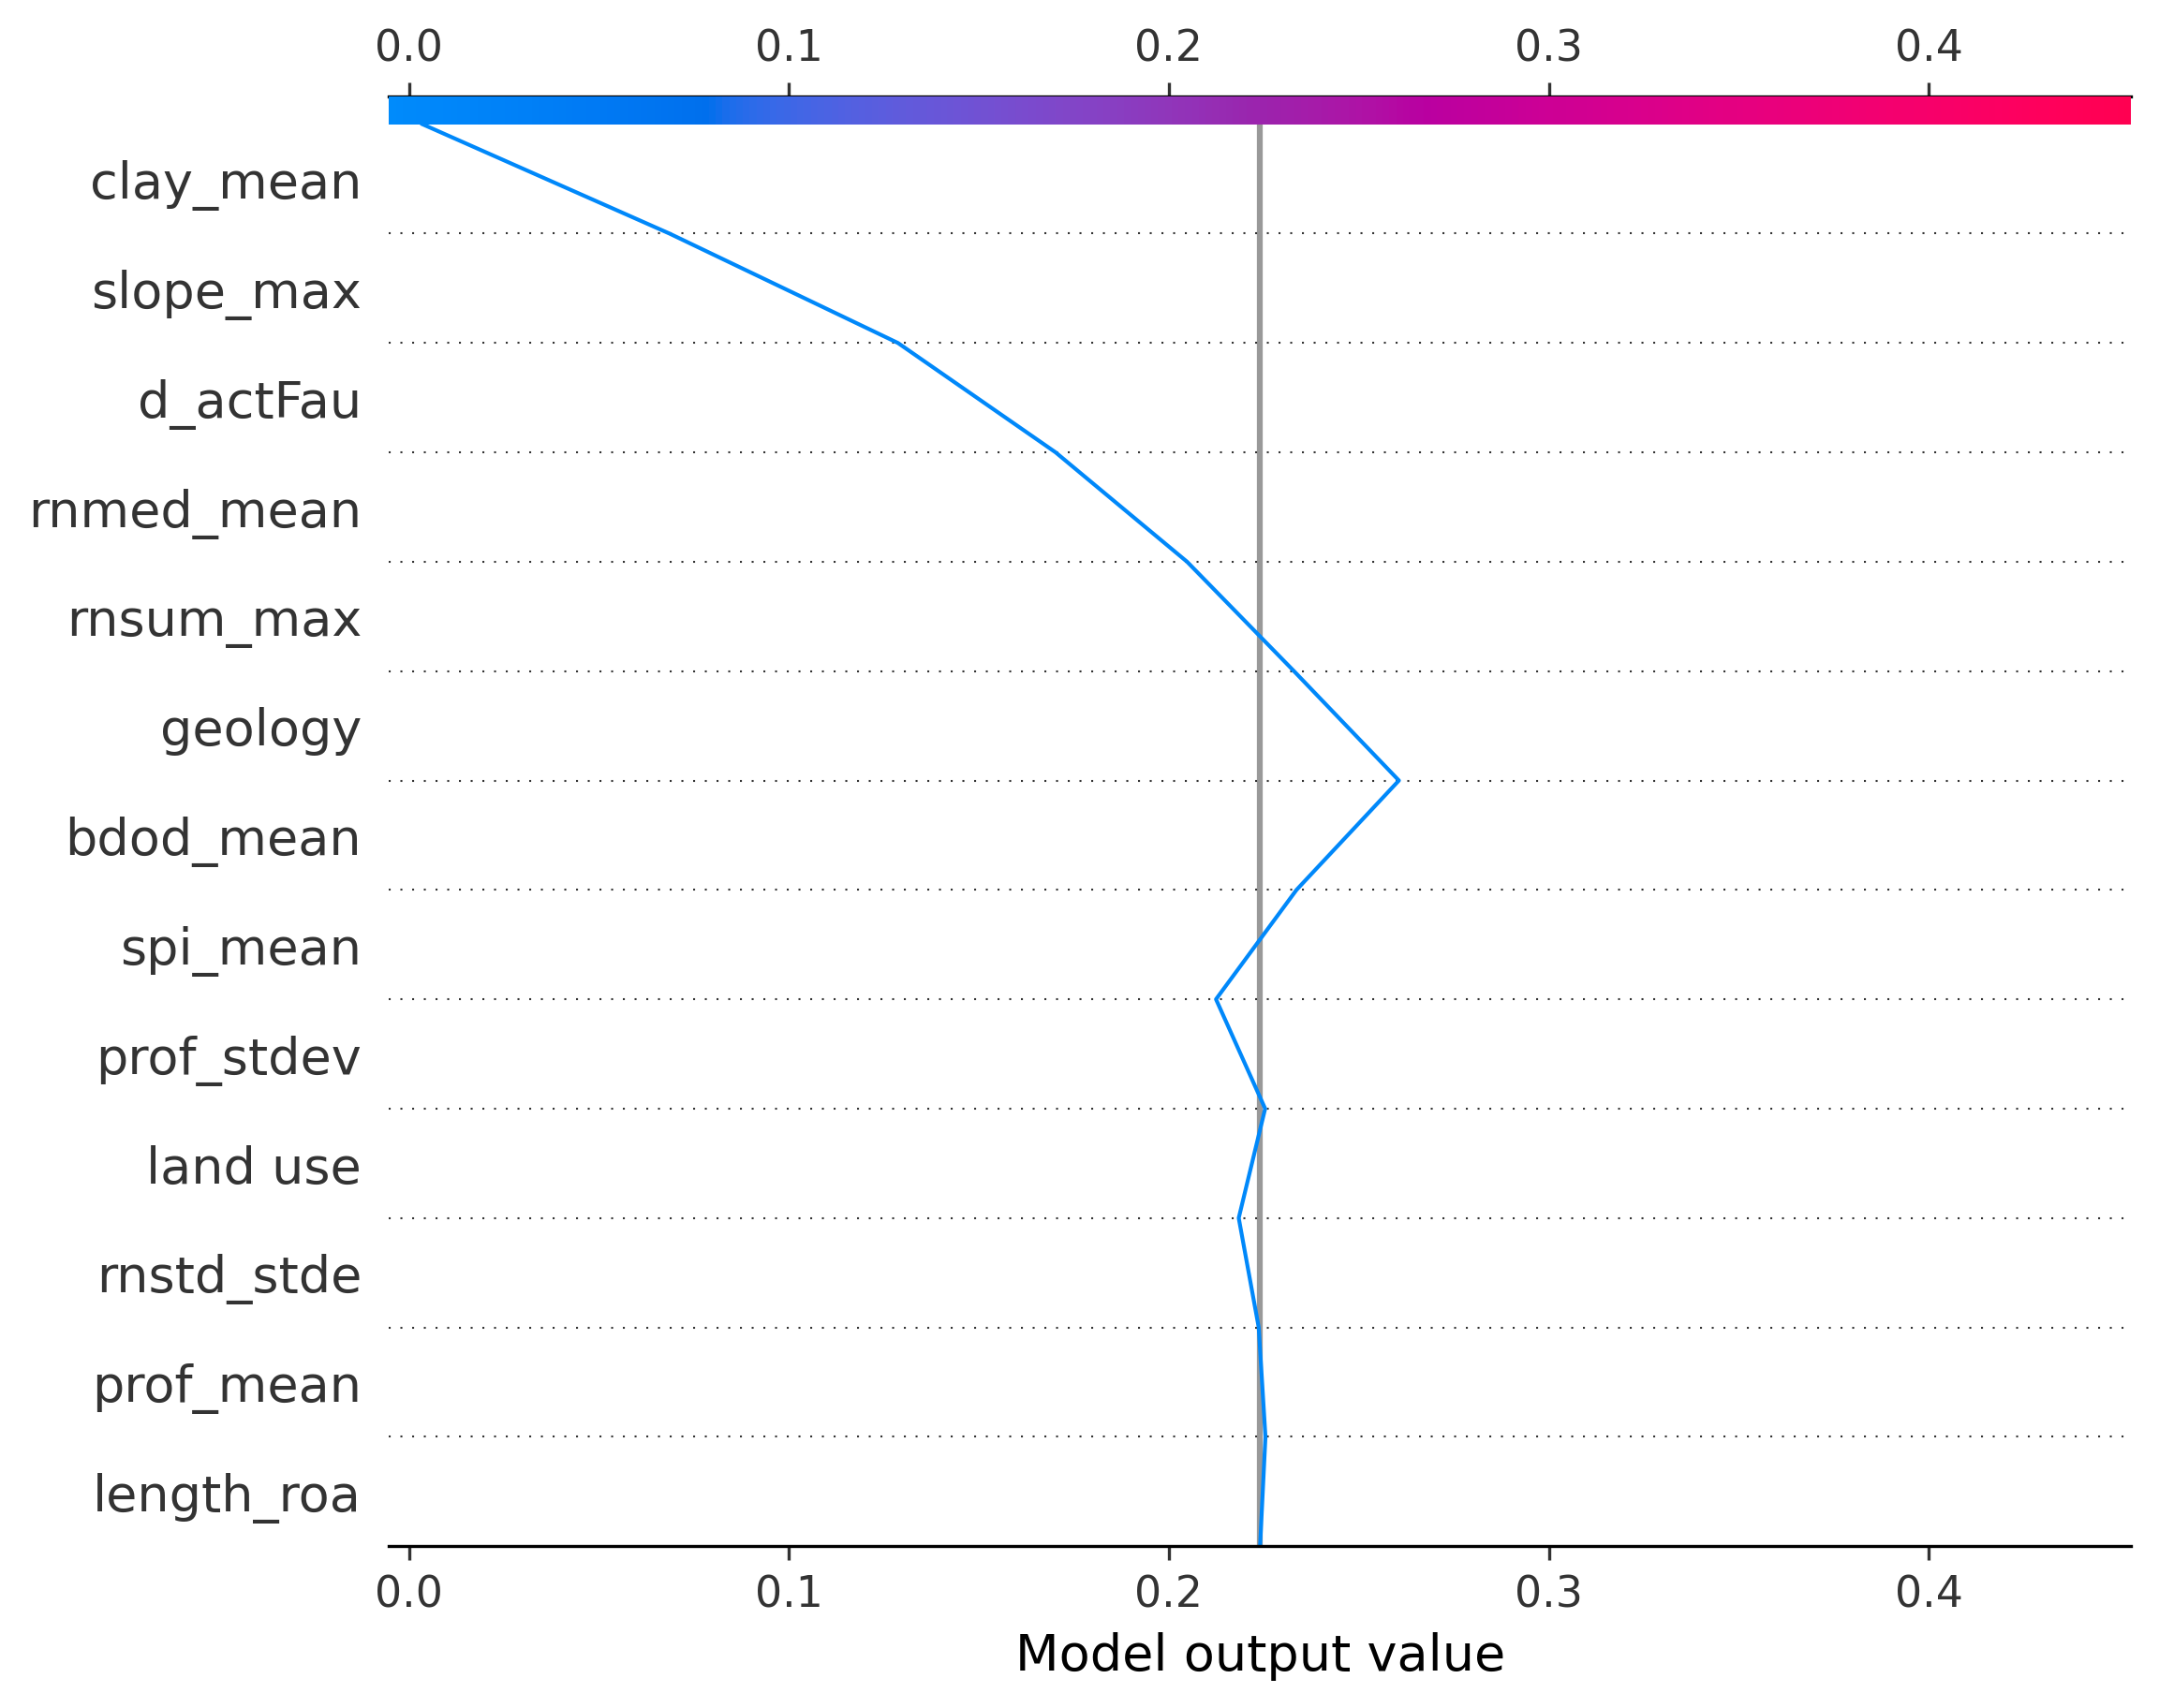 0.0 0.1 0.2 0.3 0.4
clay_mean
slope_max
d_actFau
rnmed_mean
rnsum_max
geology
bdod_mean
spi_mean
prof_stdev
land use
rnstd_stde
prof_mean
length_roa
0.0 0.1 0.2 0.3 0.4
Model output value